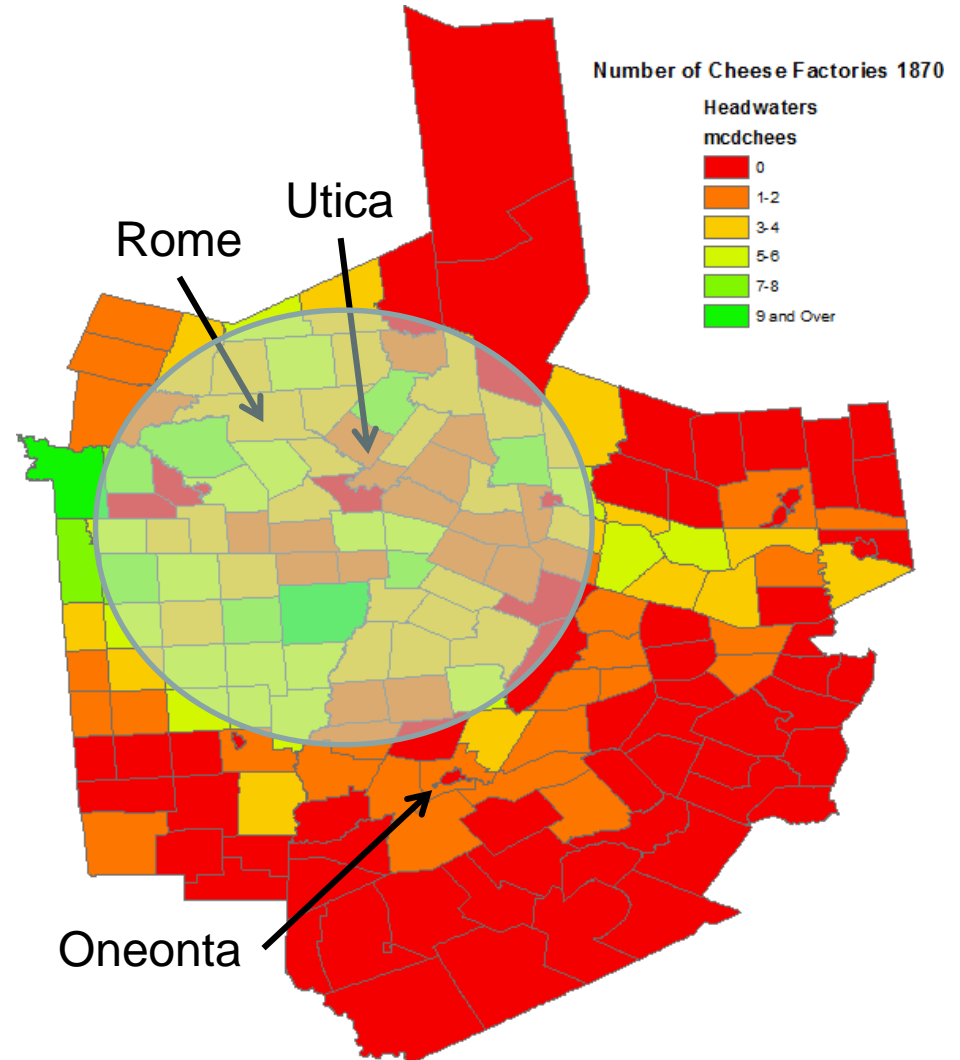 Number of Cheese Factories 1870
Headwaters
mcdchees
0
1-2
3-4
5-6
7-8
9 and Over
Utica
Rome
Oneonta